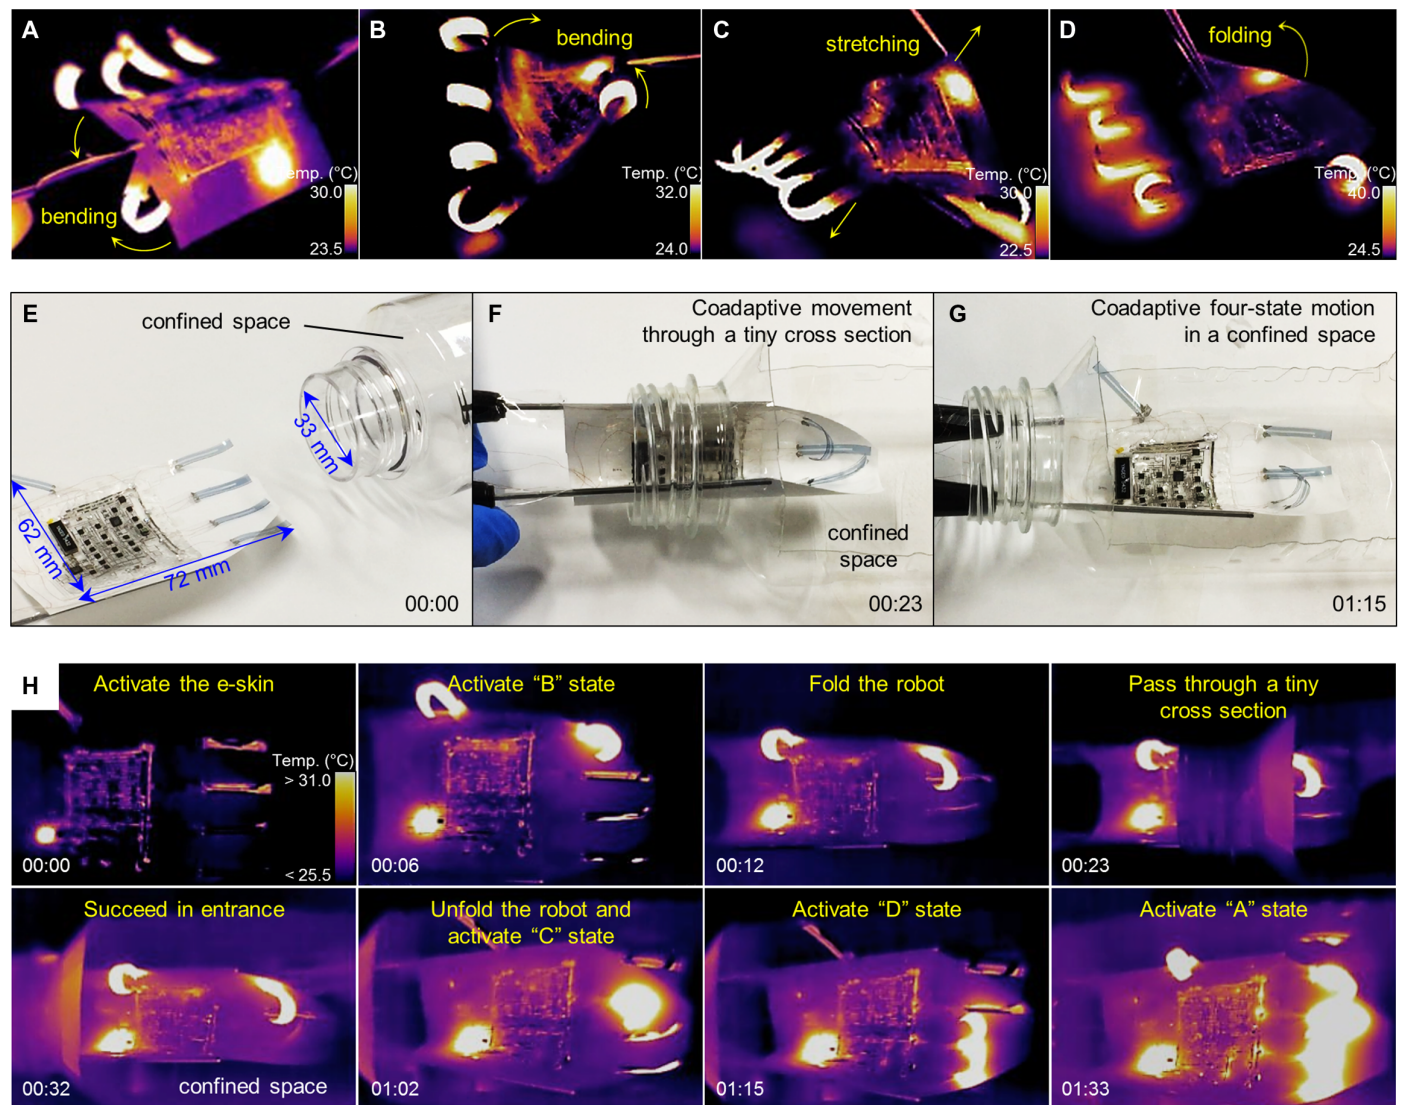 A
bending
bending
Temp. (°C)
30.0
23.5
B
bending
Temp. (°C)
32.0
24.0
C
stretching
Temp. (°C)
30.0
22.5
D
folding
Temp. (°C)
40.0
24.5
E
confined space
33 mm
62 mm
72 mm
00:00
F
Coadaptive movement
through a tiny cross section
confined
space
00:23
G
Coadaptive four-state motion
in a confined space
01:15
H
Activate the e-skin
Temp. (°C)
> 31.0
< 25.5
00:00
Activate “B” state
00:06
Fold the robot
00:12
Pass through a tiny
cross section
00:23
Succeed in entrance
00:32
confined space
Unfold the robot and
activate “C” state
01:02
Activate “D” state
01:15
Activate “A” state
01:33